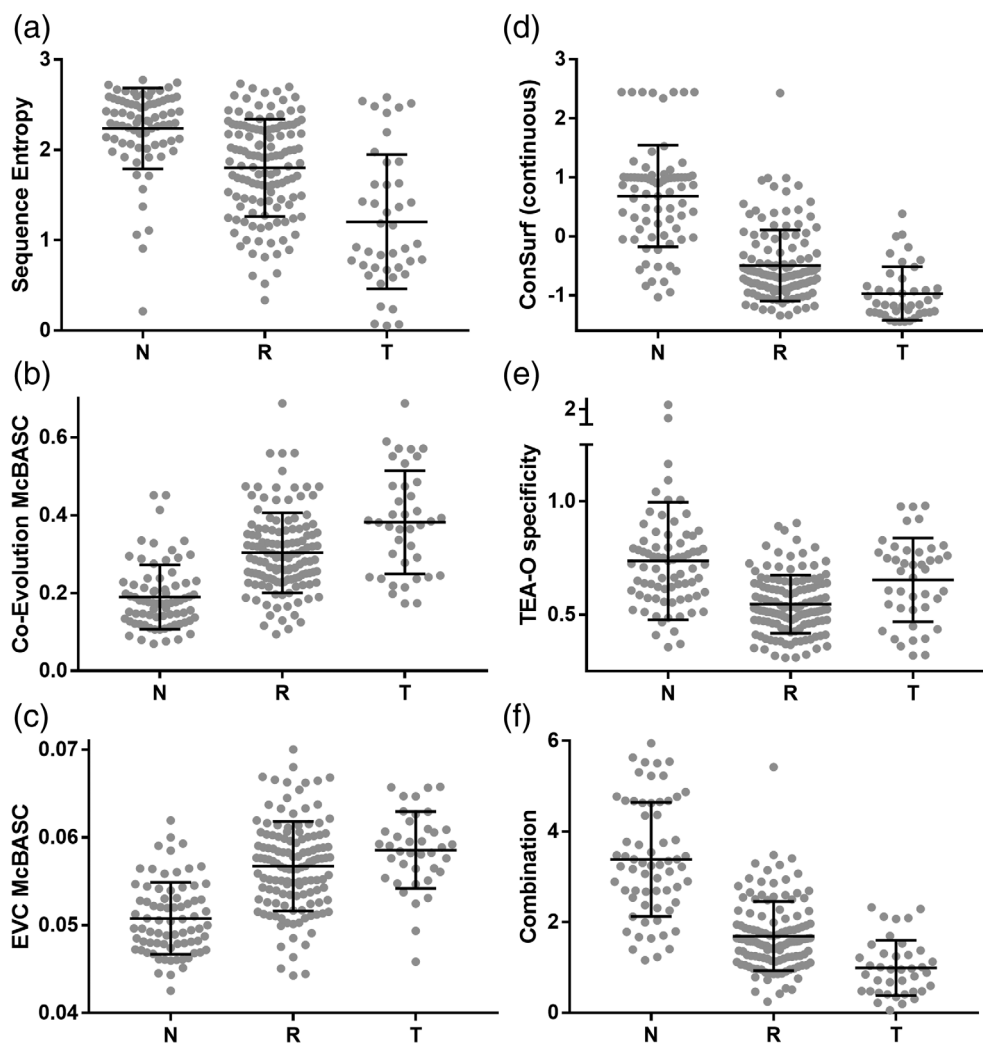 (a)
Sequence Entropy
3
2
1
0
N R T
(b)
Co-Evolution McBASC
0.6
0.4
0.2
0.0
N R T
(c)
EVC McBASC
0.07
0.06
0.05
0.04
N R T
(d)
ConSurf (continuous)
3
2
1
0
-1
N R T
(e)
TEA-O specificity
2
1.0
0.5
N R T
(f)
Combination
6
4
2
0
N R T